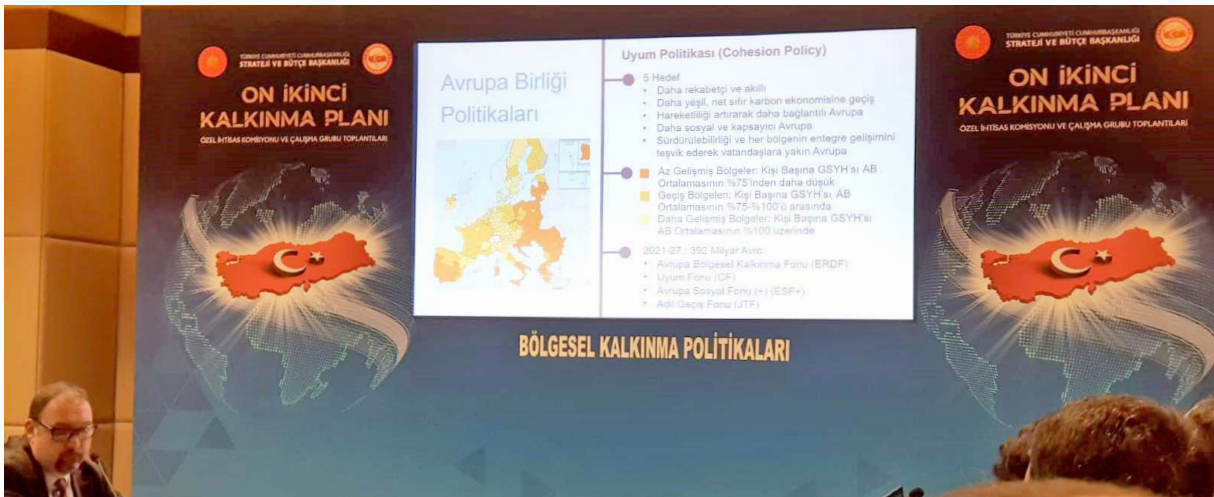 TÜRKİYE CUMHURİYETİ CUMHURBAŞKANLIĞI
STRATEJİ VE BÜTÇE BAŞKANLIĞI
ON İKİNCİ
KALKINMA PLANI
ÖZEL İHTİSAS KOMİSYONU VE ÇALIŞMA GRUBU TOPLANTILARI
Avrupa Birliği
Politikaları
Uyum Politikası (Cohesion Policy)
5 Hedef
• Daha rekabetçi ve akıllı
• Daha yeşil, net sıfır karbon ekonomisine geçiş
• Hareketliliği artırarak daha bağlantılı Avrupa
• Daha sosyal ve kapsayıcı Avrupa
• Sürdürülebilirliği ve her bölgenin entegre gelişimini
teşvik ederek vatandaşlara yakın Avrupa
Az Gelişmiş Bölgeler: Kişi Başına GSYH'sı AB
Ortalamasının %75'inden daha düşük
Geçiş Bölgeleri: Kişi Başına GSYH'sı AB
Ortalamasının %75-%100'ü arasında
Daha Gelişmiş Bölgeler: Kişi Başına GSYH'sı
AB Ortalamasının %100 üzerinde
2021-27: 392 Milyar Avro
• Avrupa Bölgesel Kalkınma Fonu (ERDF)
• Uyum Fonu (CF)
• Avrupa Sosyal Fonu (+) (ESF+)
• Adil Geçiş Fonu (JTF)
BÖLGESEL KALKINMA POLİTİKALARI
TÜRKİYE CUMHURİYETİ CUMHURBAŞKANLIĞI
STRATEJİ VE BÜTÇE BAŞKANLIĞI
ON İKİNCİ
KALKINMA PLANI
ÖZEL İHTİSAS KOMİSYONU VE ÇALIŞMA GRUBU TOPLANTILARI